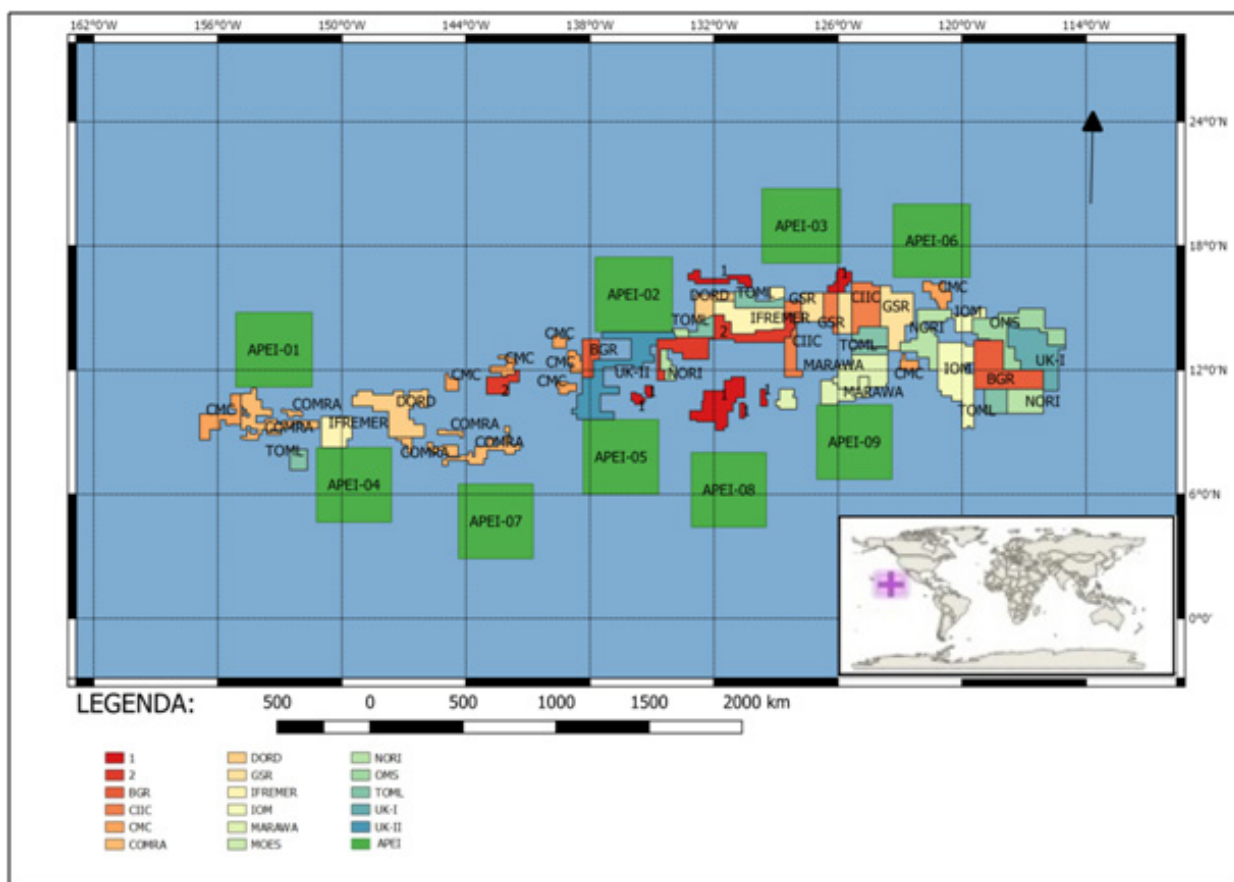 162°0'W 156°0'W 150°0'W 144°0'W 138°0'W 132°0'W 126°0'W 120°0'W 114°0'W
24°0'N
APEI-03
APEI-06
18°0'N
APEI-02
1
1
CMC
DORD
TOML
GSR
CIIC
GSR
IOM
OMS
APEI-01
CMC
BGR
TOML
IFREMER
2
GSR
CIIC
TOML
NORI
UK-I
CMC
CMC
CMC
CMC
2
UK-II
NORI
MARAWA
MARAWA
CMC
IOM
BGR
12°0'N
CMC
COMRA
COMRA
IFREMER
DORD
1
1
1
1
1
TOML
NORI
TOML
COMRA
COMRA
COMRA
APEI-04
APEI-05
APEI-08
APEI-09
6°0'N
APEI-07
0°0'
LEGENDA:
500 0 500 1000 1500 2000 km
1
2
BGR
CIIC
CMC
COMRA
DORD
GSR
IFREMER
IOM
MARAWA
MOES
NORI
OMS
TOML
UK-I
UK-II
APEI